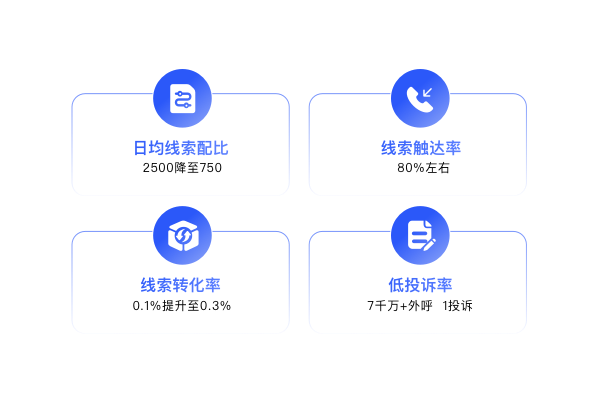 日均线索配比
2500降至750
线索触达率
80%左右
线索转化率
0.1%提升至0.3%
低投诉率
7千万+外呼 1投诉